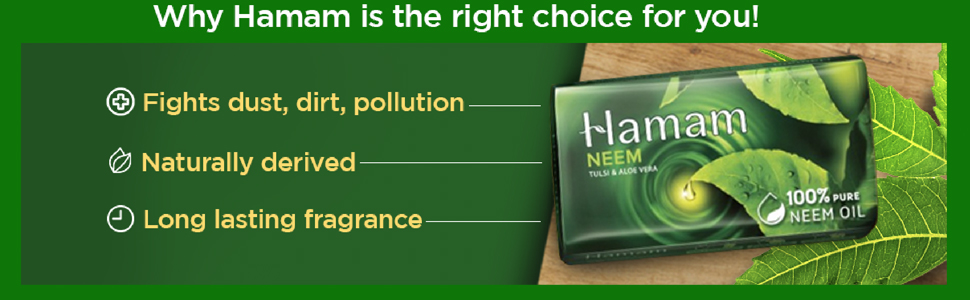 Why Hamam is the right choice for you!
Fights dust, dirt, pollution
Naturally derived
Long lasting fragrance
Hamam
NEEM
TULSI & ALOE VERA
100% PURE
NEEM OIL